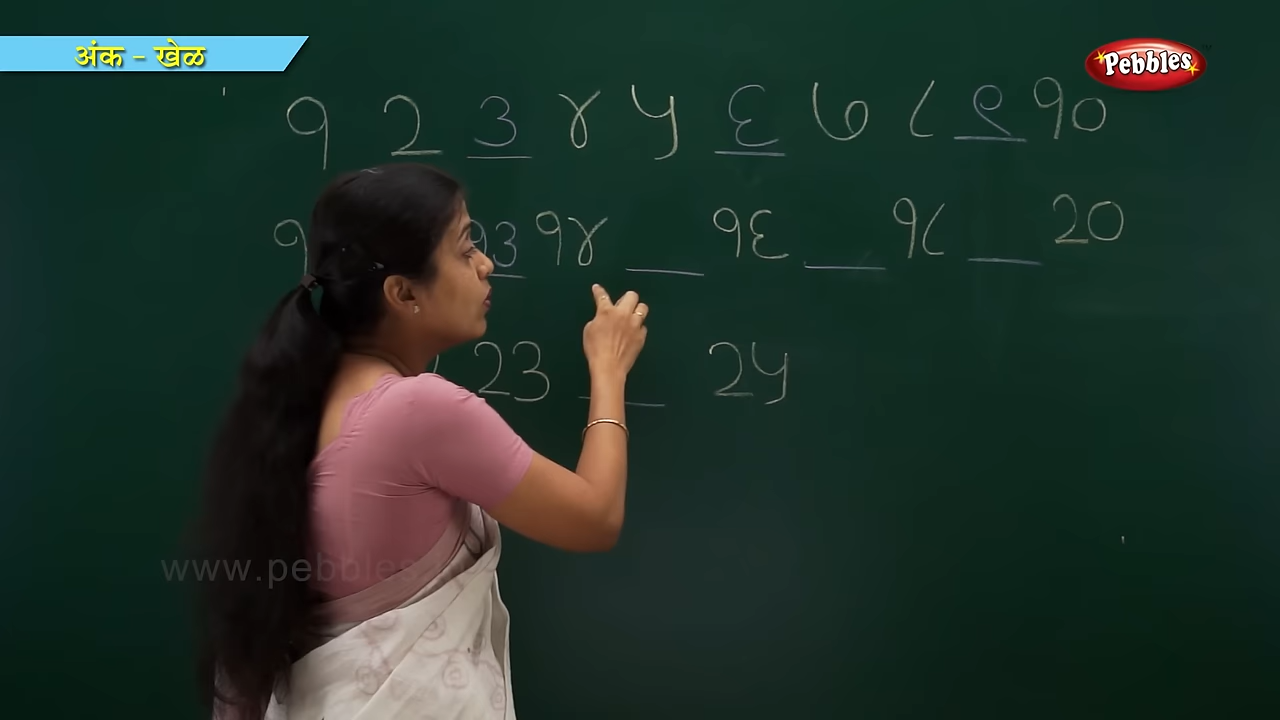 अंक - खेळ
Pebbles
१ २ ३ ४ ५ ६ ७ ८ ९ १०
१ १३ १४ __ १६ __ १८ __ २०
२३ __ २५
www.pebbles